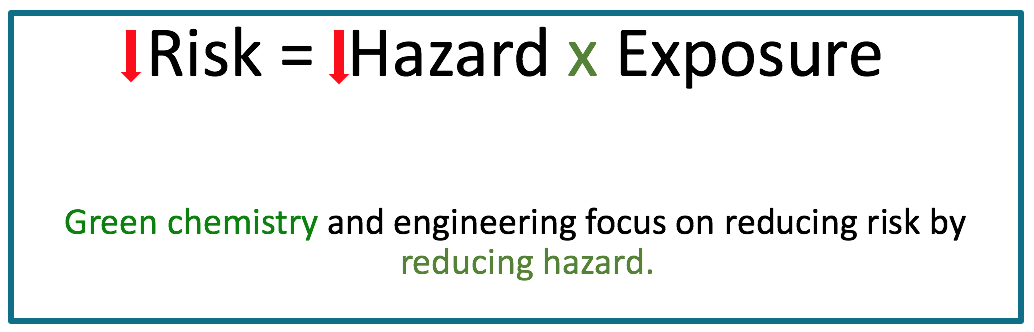 Risk = Hazard x Exposure
Green chemistry and engineering focus on reducing risk by
reducing hazard.